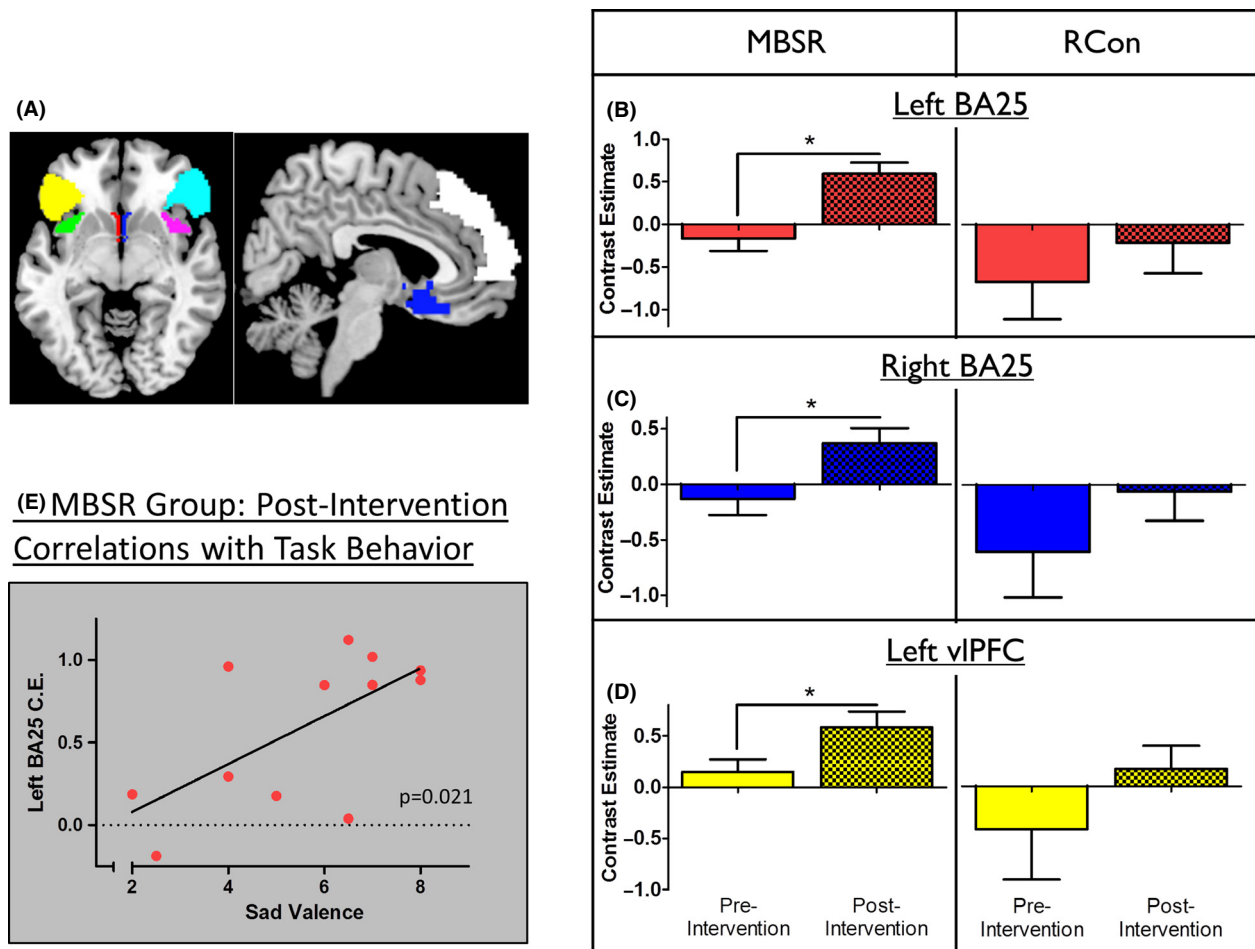 MBSR RCon
(A)
(B) Left BA25
*
Contrast Estimate
1.0
0.5
0.0
−0.5
−1.0
Right BA25
(C)
*
Contrast Estimate
0.5
0.0
−0.5
−1.0
Left vlPFC
(D)
*
Contrast Estimate
0.5
0.0
−0.5
−1.0
Pre- Post- Pre- Post-
Intervention Intervention Intervention Intervention
(E) MBSR Group: Post-Intervention
Correlations with Task Behavior
Left BA25 C.E.
1.0
0.5
0.0
p=0.021
2 4 6 8
Sad Valence